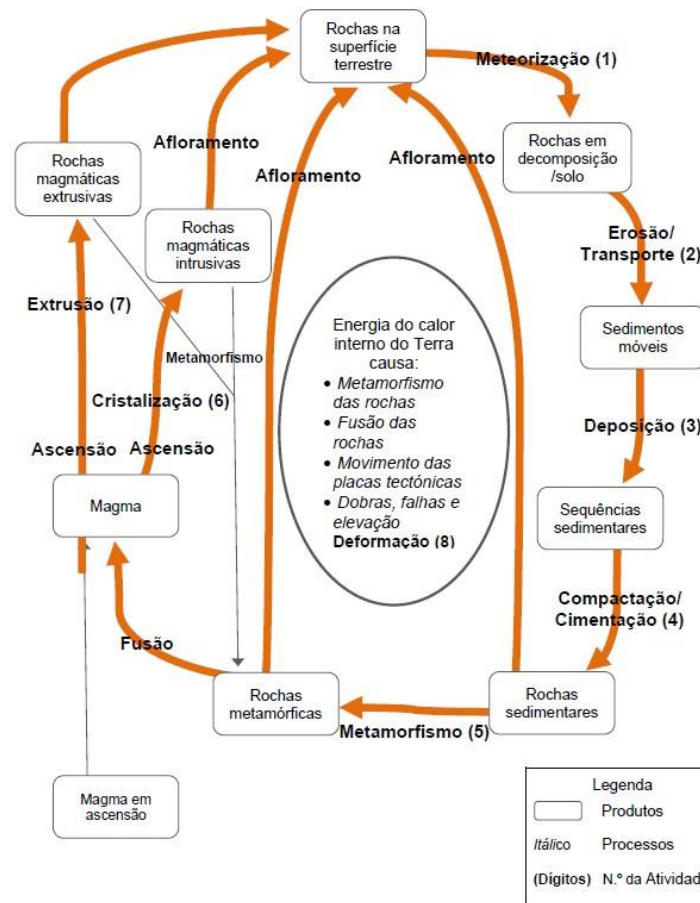 Rochas na
superfície
terrestre
Meteorização (1)
Rochas em
decomposição
/solo
Erosão/
Transporte (2)
Sedimentos
móveis
Deposição (3)
Sequências
sedimentares
Compactação/
Cimentação (4)
Rochas
sedimentares
Metamorfismo (5)
Rochas
metamórficas
Fusão
Magma
Magma em
ascensão
Ascensão
Ascensão
Extrusão (7)
Cristalização (6)
Metamorfismo
Rochas
magmáticas
extrusivas
Rochas
magmáticas
intrusivas
Afloramento
Afloramento
Afloramento
Energia do calor
interno do Terra
causa:
• Metamorfismo
das rochas
• Fusão das
rochas
• Movimento das
placas tectónicas
• Dobras, falhas e
elevação
Deformação (8)
Legenda
Produtos
Itálico Processos
(Dígitos) N.º da Atividad